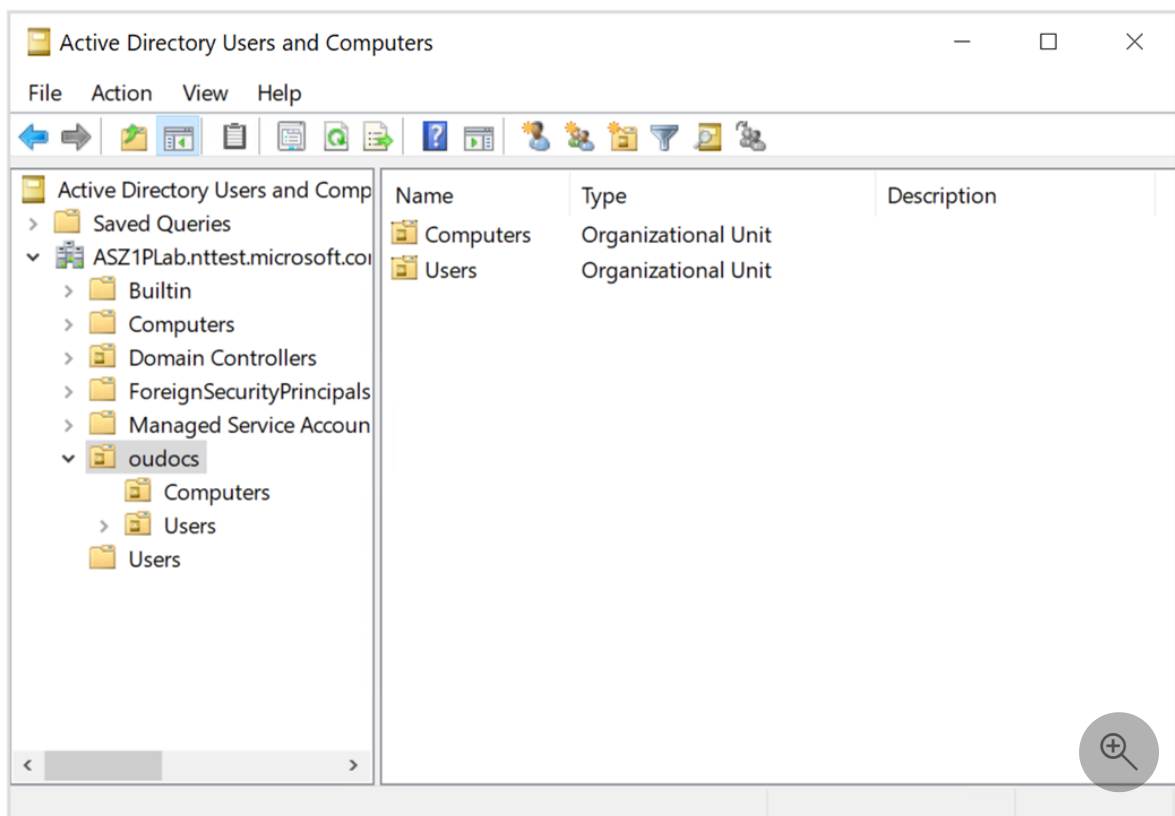 Active Directory Users and Computers
File Action View Help
Active Directory Users and Comp
Saved Queries
ASZ1PLab.nttest.microsoft.co
Builtin
Computers
Domain Controllers
ForeignSecurityPrincipals
Managed Service Accoun
oudocs
Computers
Users
Users
Name Type Description
Computers Organizational Unit
Users Organizational Unit